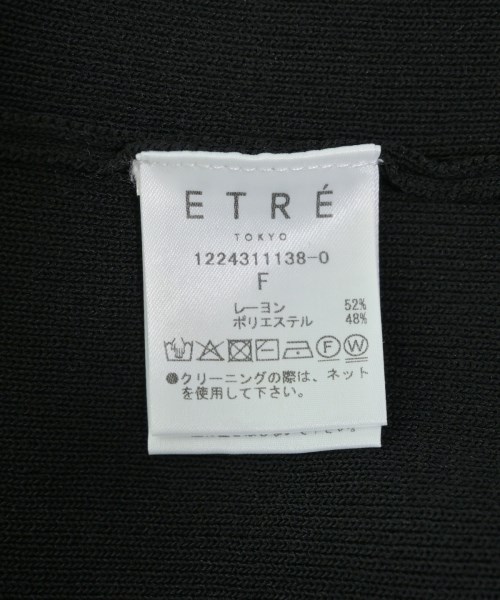 ETRÉ
TOKYO
1224311138-0
F
レーヨン 52%
ポリエステル 48%
F W
●クリーニングの際は、ネット
を使用して下さい。